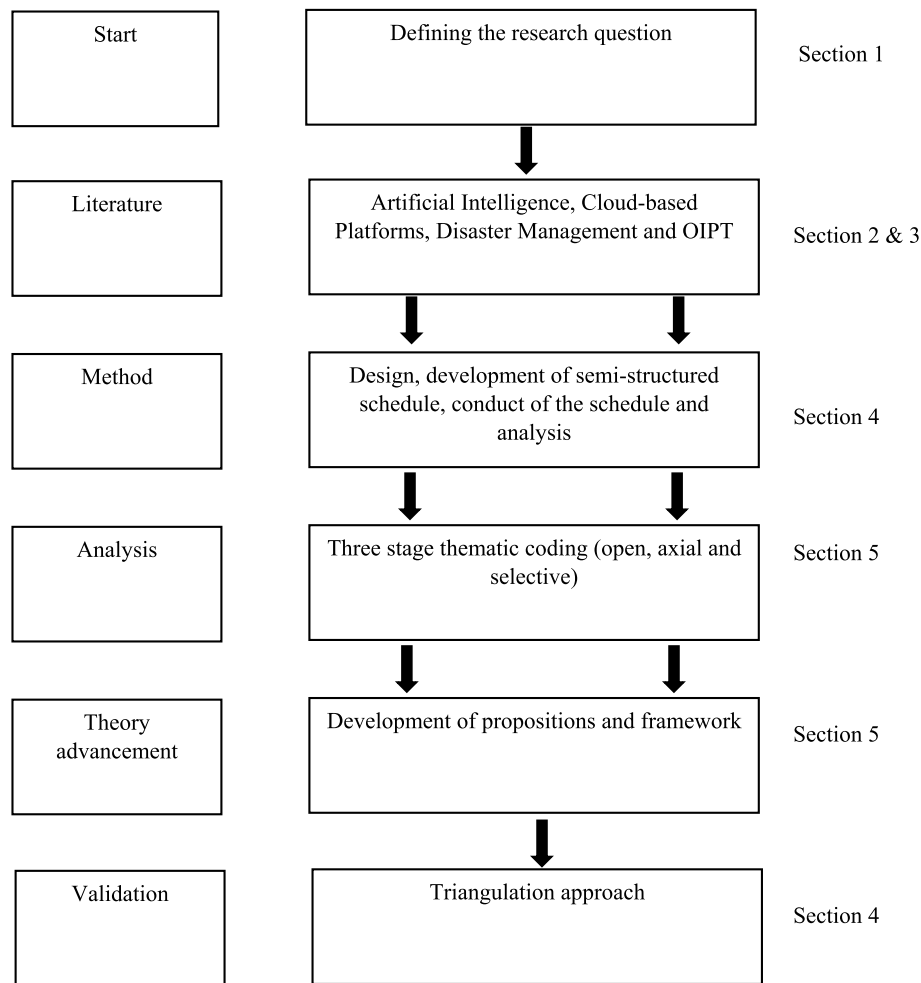 Start
Defining the research question
Section 1
Literature
Artificial Intelligence, Cloud-based
Platforms, Disaster Management and OIPT
Section 2 & 3
Method
Design, development of semi-structured
schedule, conduct of the schedule and
analysis
Section 4
Analysis
Three stage thematic coding (open, axial and
selective)
Section 5
Theory
advancement
Development of propositions and framework
Section 5
Validation
Triangulation approach
Section 4